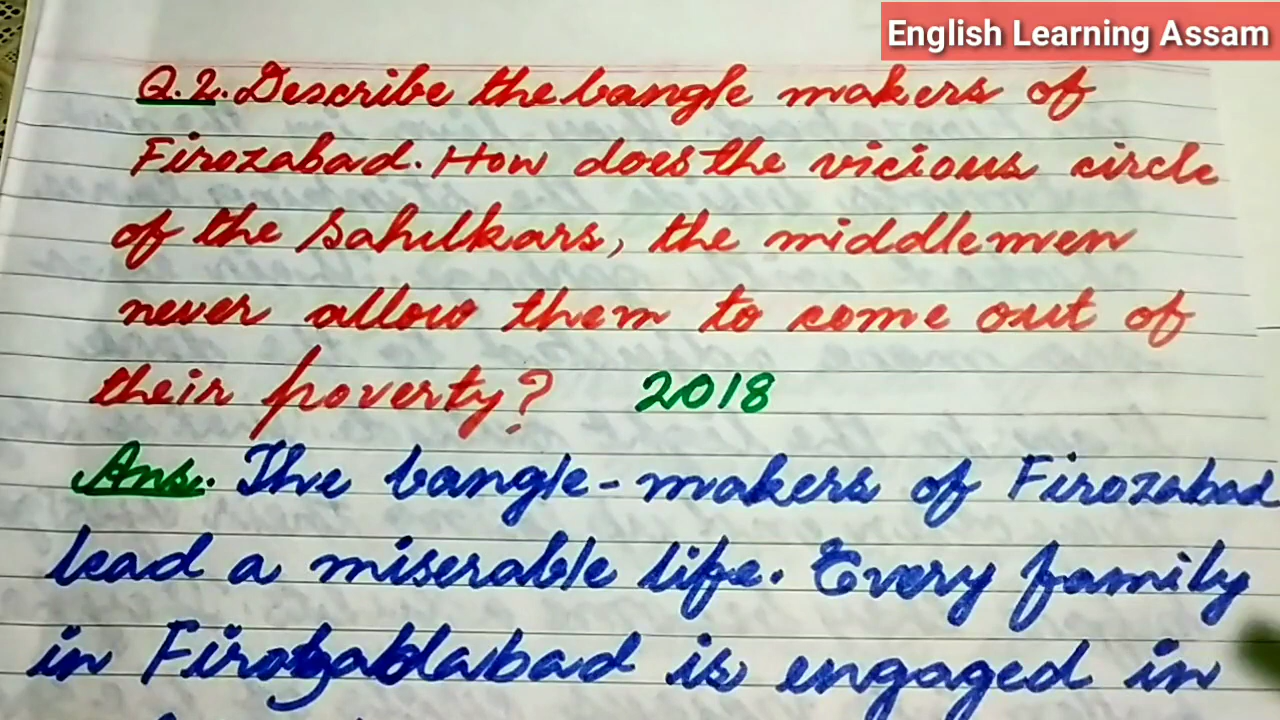 English Learning Assam
Q.2. Describe the bangle makers of
Firozabad. How does the vicious circle
of the Sahulkars, the middlemen
never allow them to come out of
their poverty? 2018
Ans. The bangle-makers of Firozabad
lead a miserable life. Every family
in is engaged in